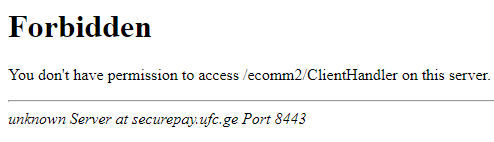 Forbidden
You don't have permission to access /ecomm2/ClientHandler on this server.
unknown Server at securepay.ufc.ge Port 8443